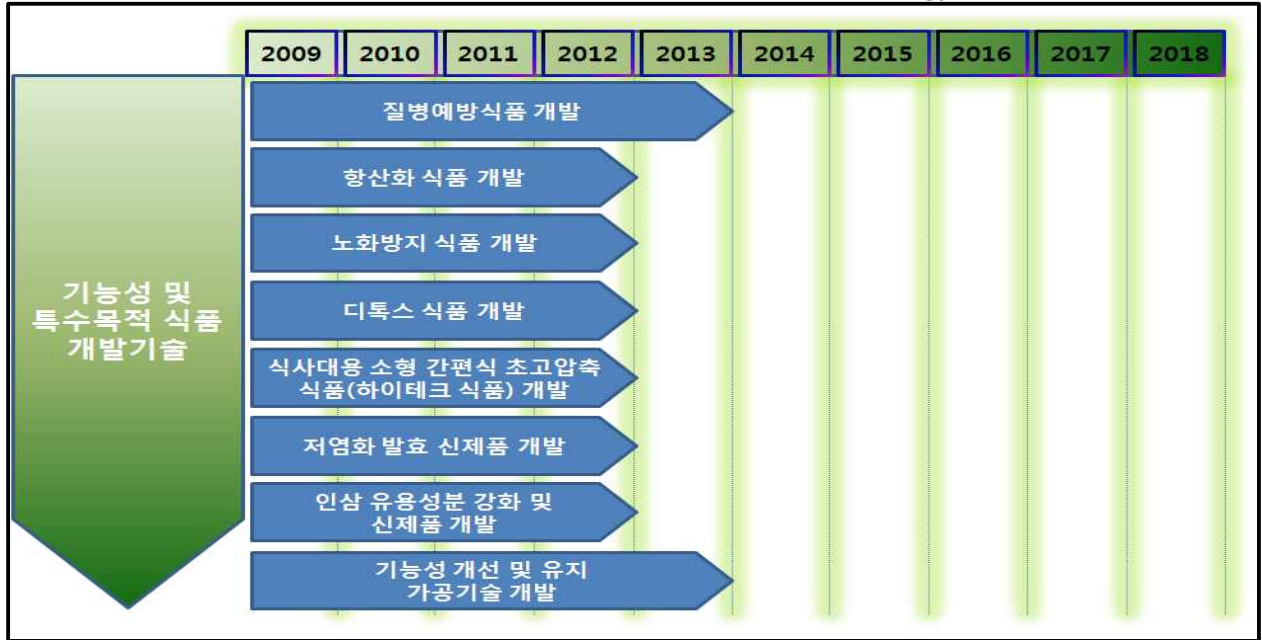 2009 2010 2011 2012 2013 2014 2015 2016 2017 2018
기능성 및
특수목적 식품
개발기술
질병예방식품 개발
항산화 식품 개발
노화방지 식품 개발
디톡스 식품 개발
식사대용 소형 간편식 초고압축
식품(하이테크 식품) 개발
저염화 발효 신제품 개발
인삼 유용성분 강화 및
신제품 개발
기능성 개선 및 유지
가공기술 개발